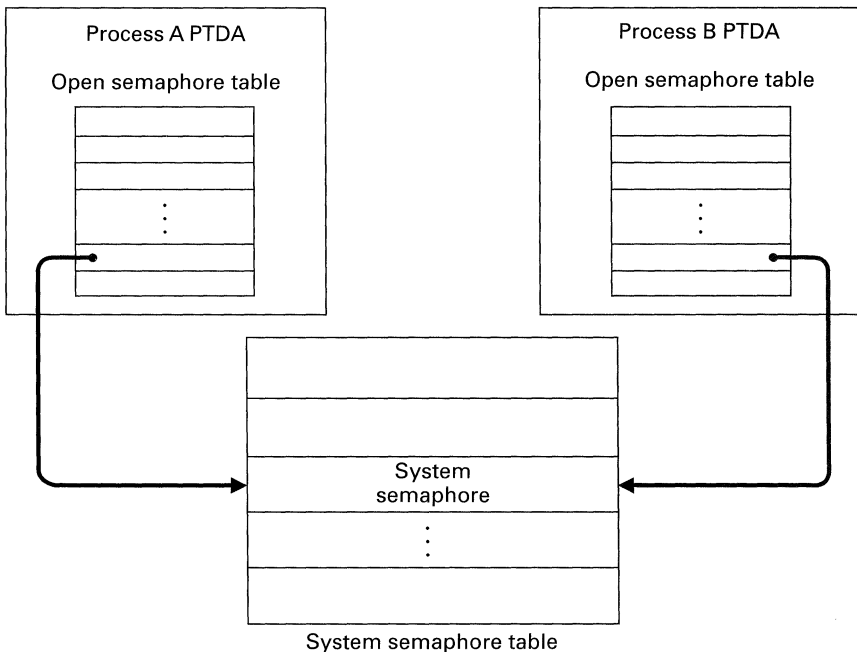 Process A PTDA
Open semaphore table
Process B PTDA
Open semaphore table
System
semaphore
System semaphore table